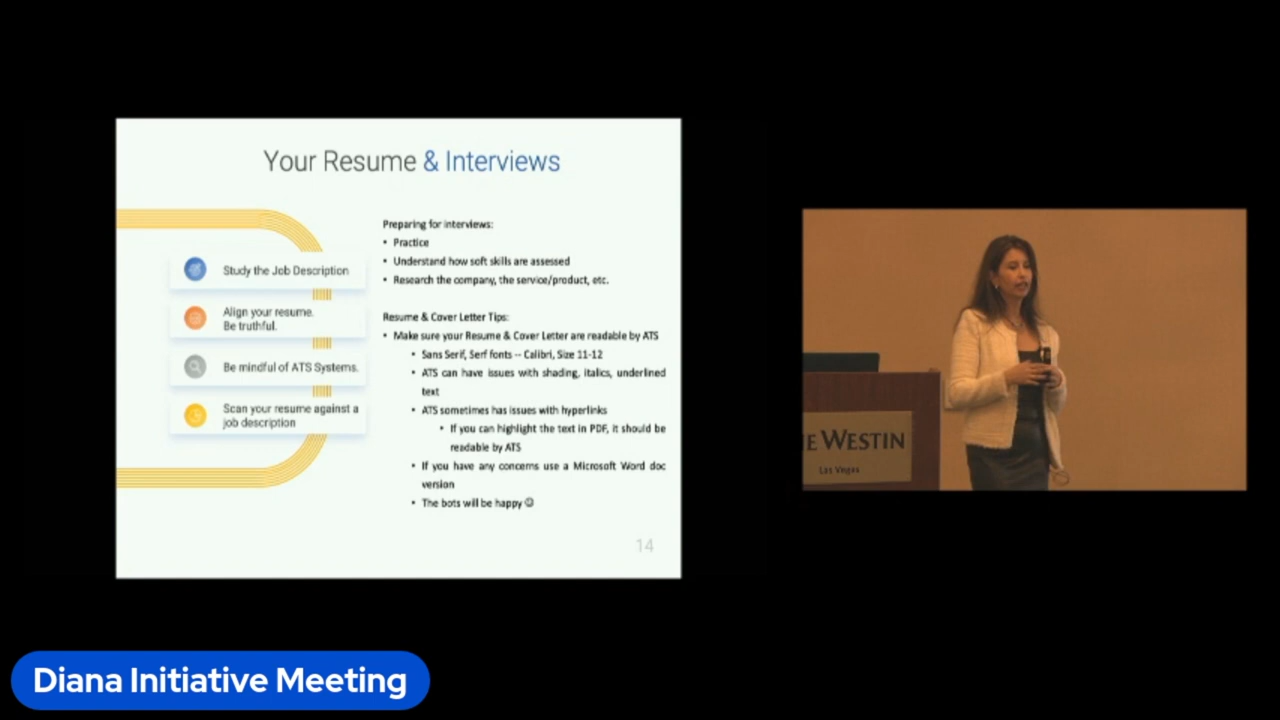 Your Resume & Interviews
Study the Job Description
Align your resume.
Be truthful.
Be mindful of ATS Systems.
Scan your resume against a
job description
Preparing for interviews:
• Practice
• Understand how soft skills are assessed
• Research the company, the service/product, etc.
Resume & Cover Letter Tips:
• Make sure your Resume & Cover Letter are readable by ATS
• Sans Serif, Serf fonts -- Calibri, Size 11-12
• ATS can have issues with shading, italics, underlined
text
• ATS sometimes has issues with hyperlinks
• If you can highlight the text in PDF, it should be
readable by ATS
• If you have any concerns use a Microsoft Word doc
version
• The bots will be happy ☺
14
WESTIN
Las Vegas
Diana Initiative Meeting